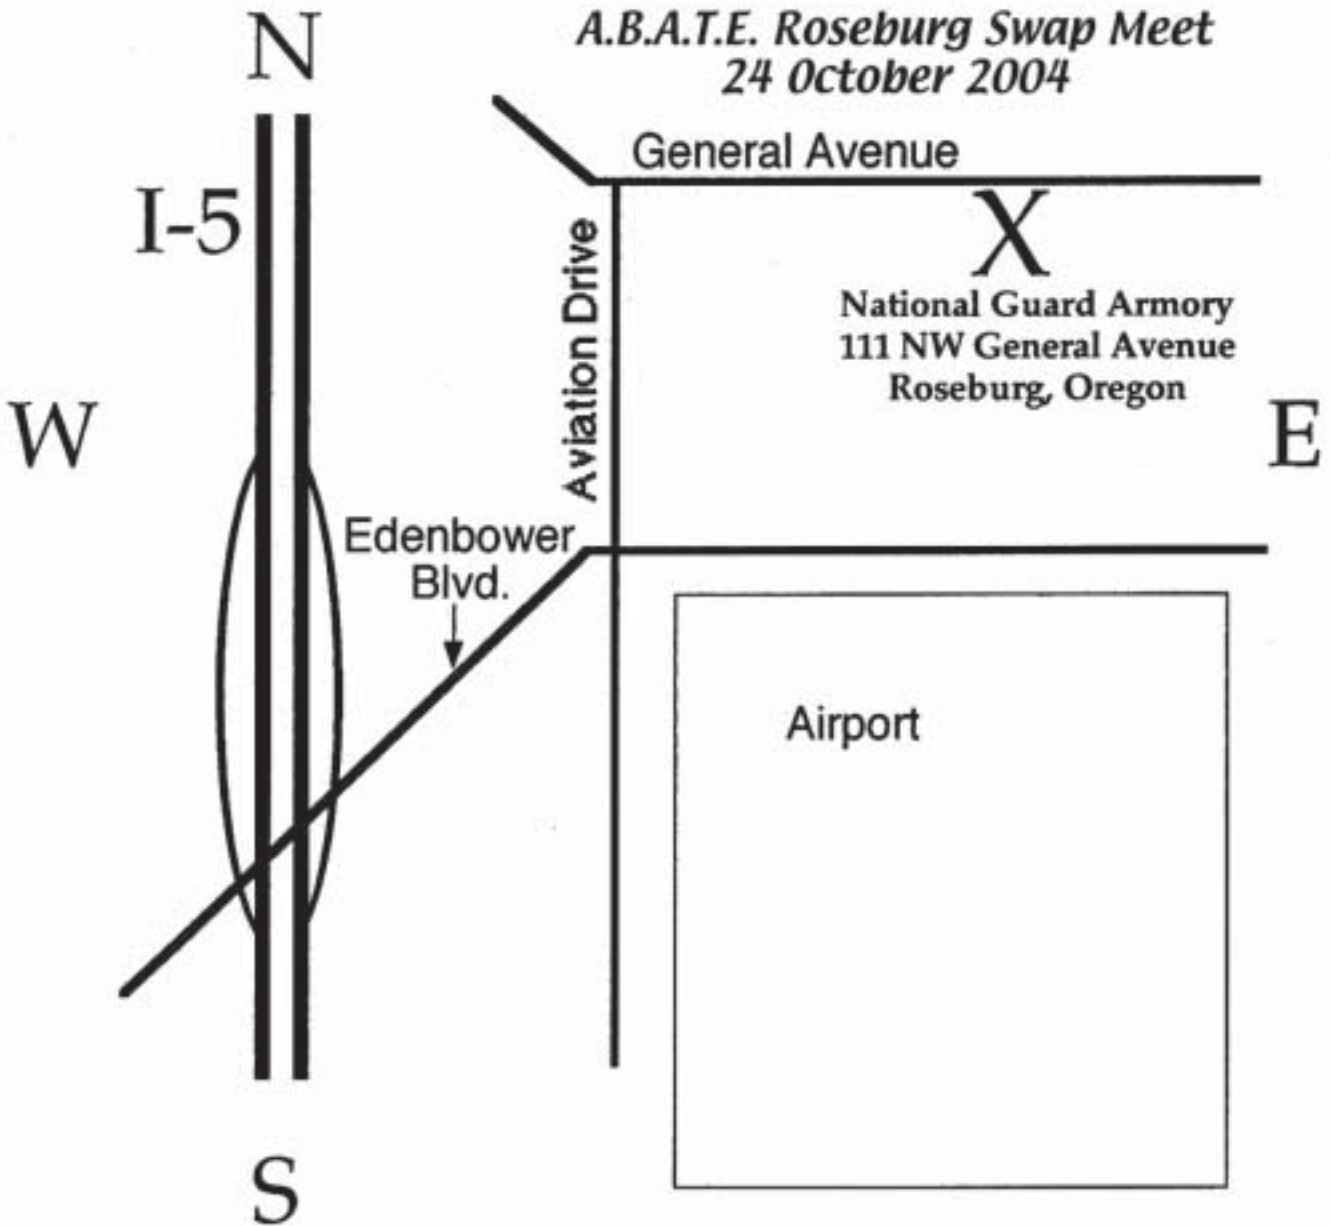 N
A.B.A.T.E. Roseburg Swap Meet
24 October 2004
General Avenue
I-5
X
Aviation Drive
National Guard Armory
111 NW General Avenue
Roseburg, Oregon
W
E
Edenbower
Blvd.
Airport
S